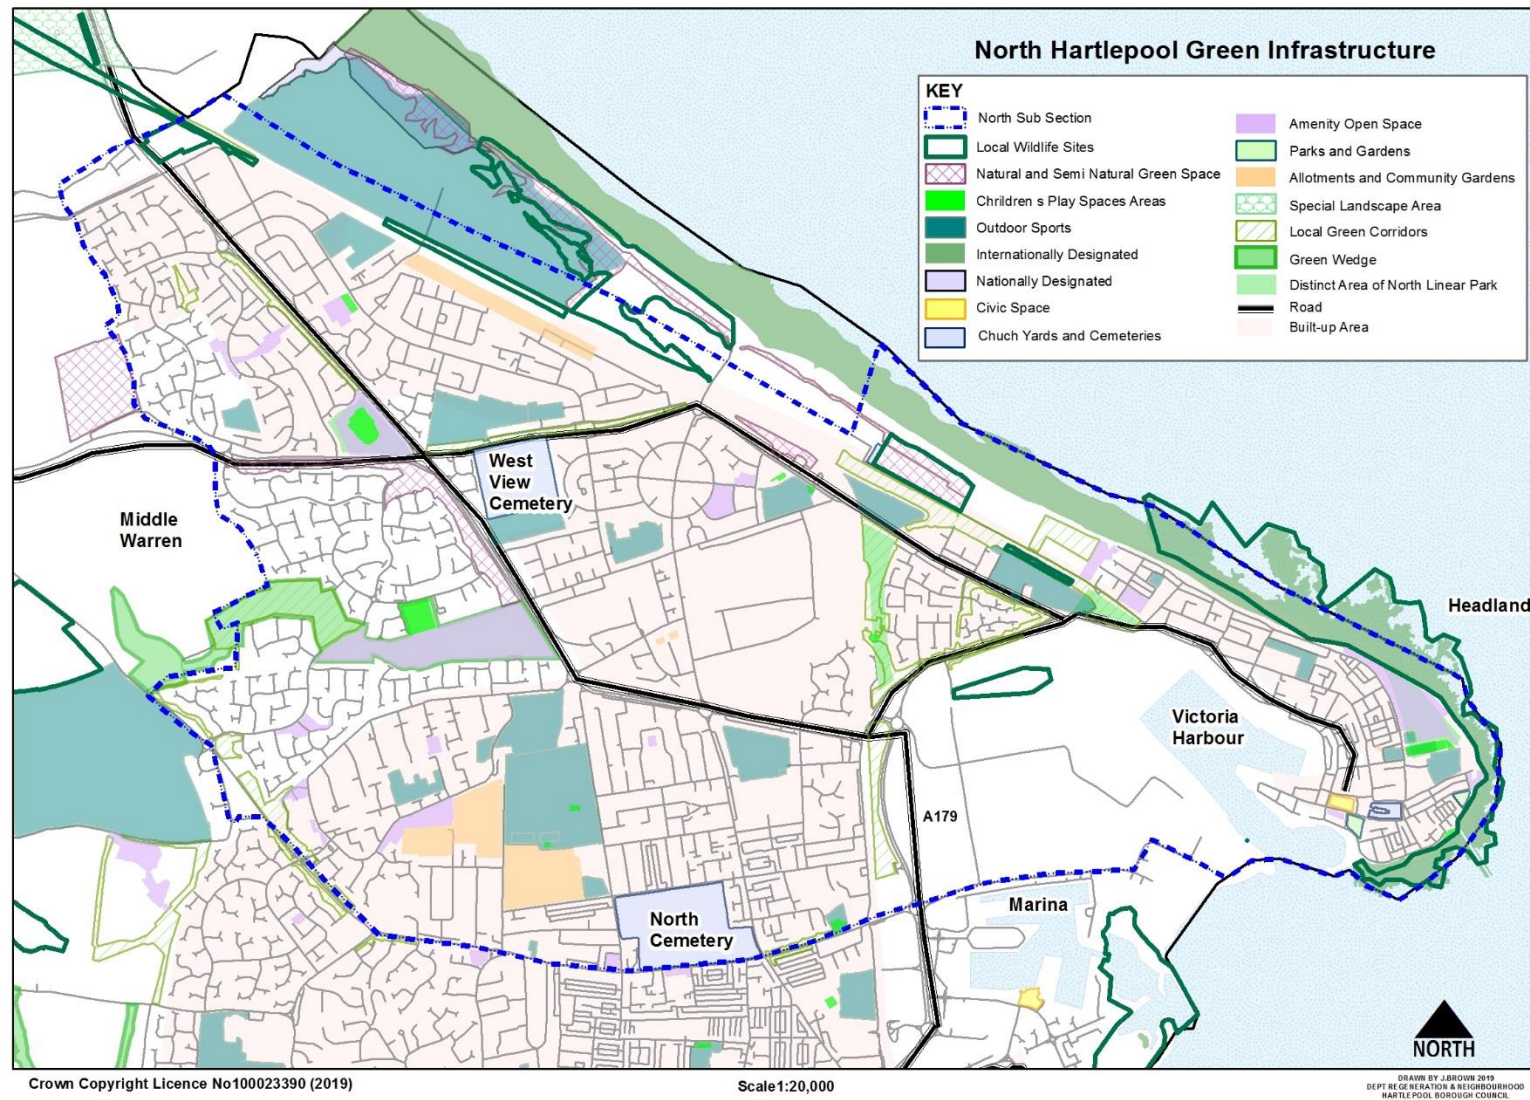 North Hartlepool Green Infrastructure
KEY
North Sub Section
Local Wildlife Sites
Natural and Semi Natural Green Space
Chrildren s Play Spaces Areas
Outdoor Sports
Internationally Designated
Nationally Designated
Civic Space
Chuch Yards and Cemeteries
Amenity Open Space
Parks and Gardens
Allotments and Community Gardens
Special Landscape Area
Local Green Corridors
Green Wedge
Distinct Area of North Linear Park
Road
Built-up Area
West
View
Cemetery
Middle
Warren
Headland
Victoria
Harbour
A179
Marina
North
Cemetery
NORTH
Crown Copyright Licence No100023390 (2019)
Scale1:20,000
DRAWN BY J.BROWN 2019
DEPT REGENERATION & NEIGHBOURHOOD
HARTLEPOOL BOROUGH COUNCIL